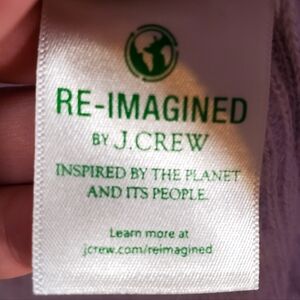 RE-IMAGINED
BY J.CREW
INSPIRED BY THE PLANET
AND ITS PEOPLE.
Learn more at
jcrew.com/reimagined